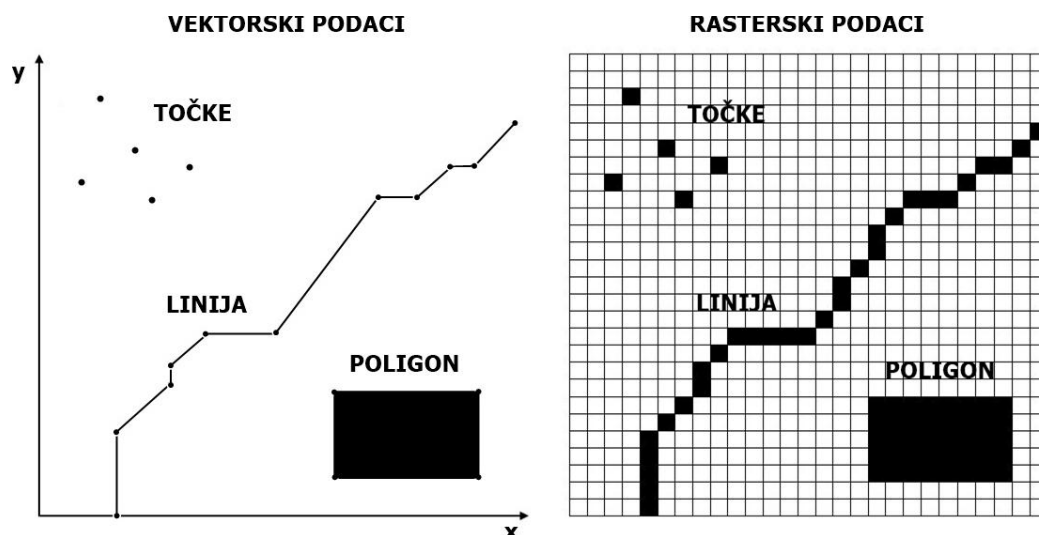 VEKTORSKI PODACI
y
TOČKE
LINIJA
POLIGON
x
RASTERSKI PODACI
TOČKE
LINIJA
POLIGON